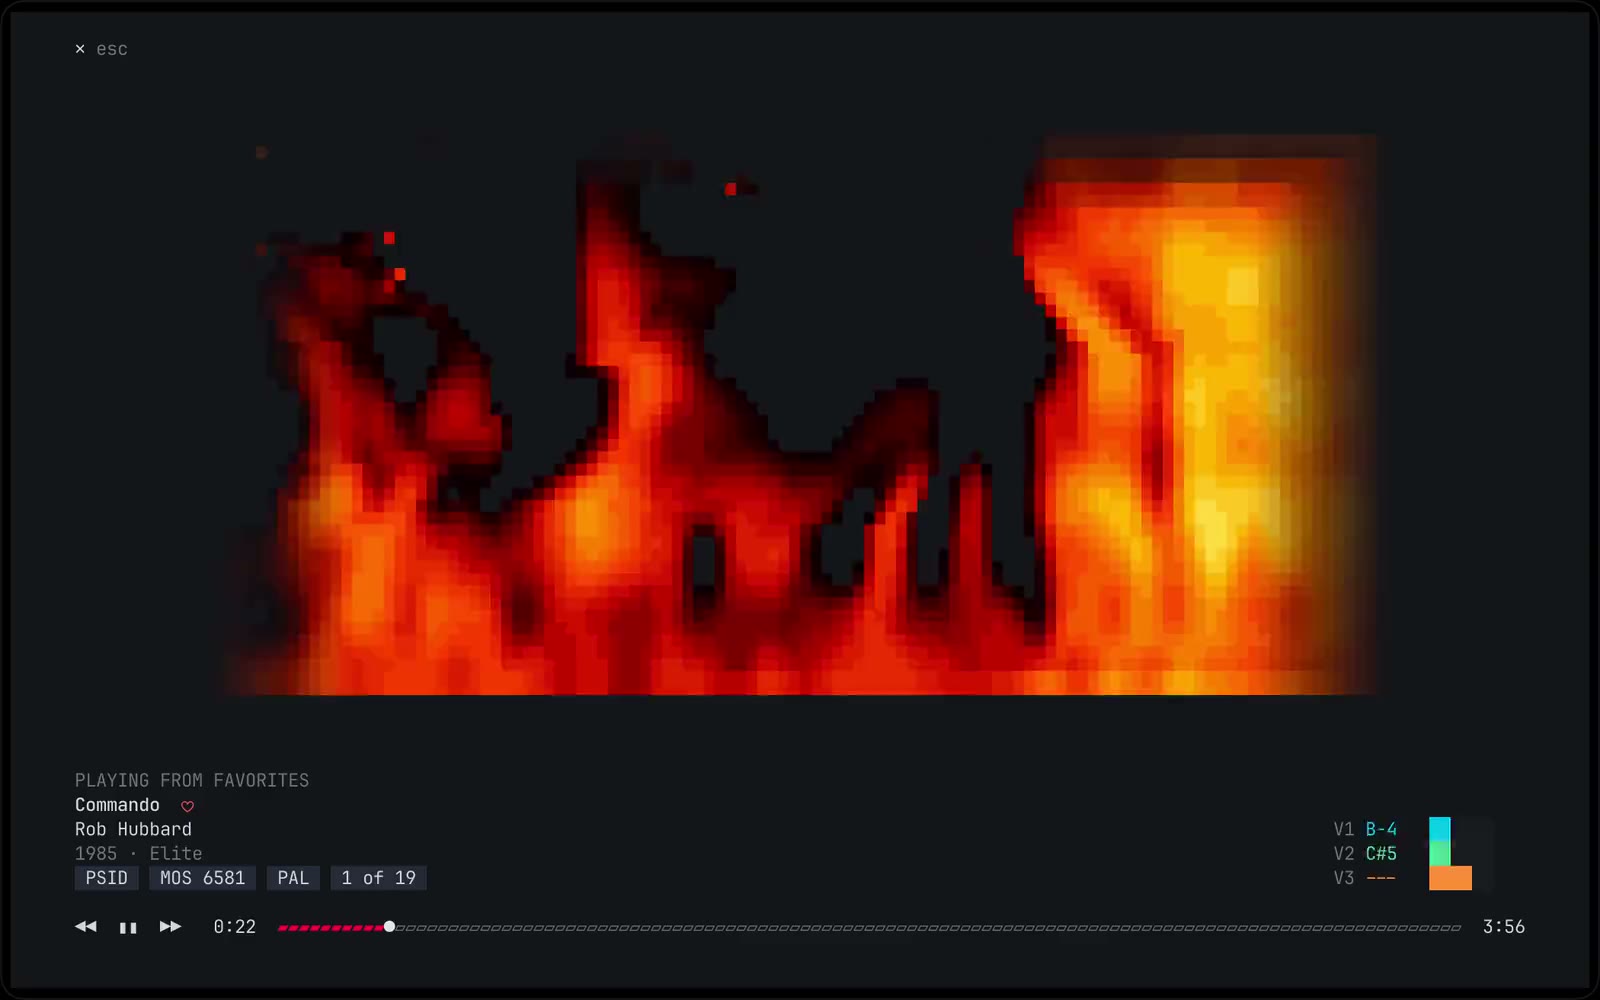 × esc
PLAYING FROM FAVORITES
Commando ♡
Rob Hubbard
1985 · Elite
PSID MOS 6581 PAL 1 of 19
V1 B-4
V2 C#5
V3 ---
0:22 3:56